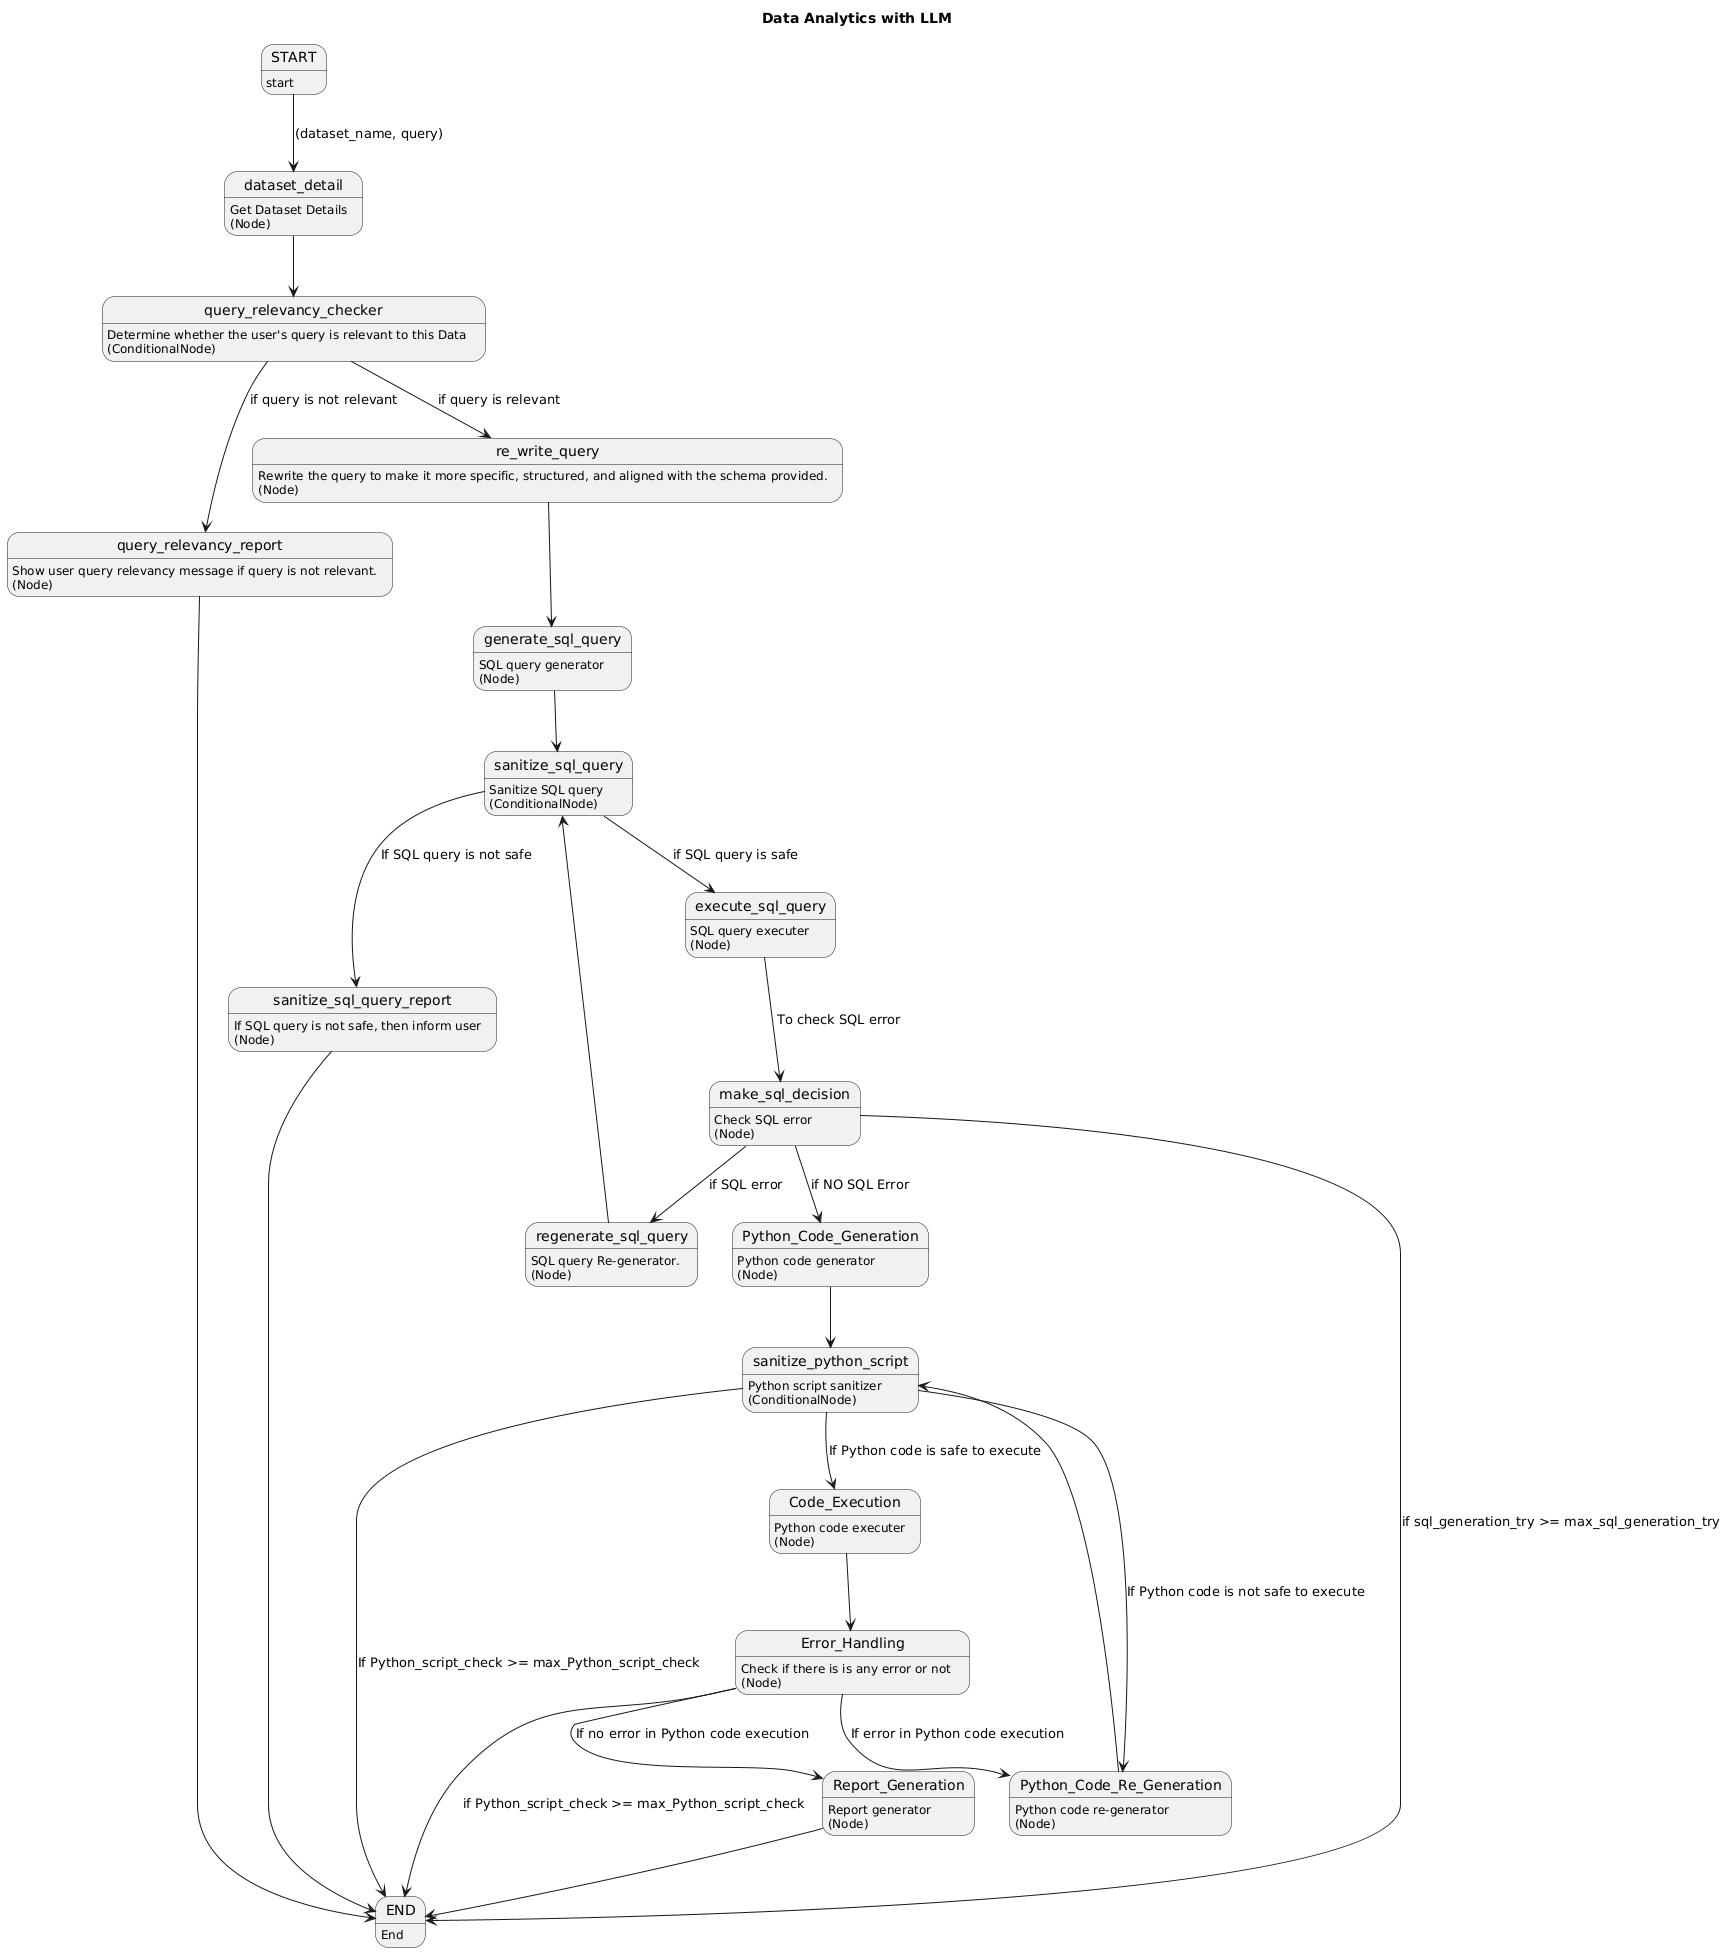 Data Analytics with LLM
START
start
(dataset_name, query)
dataset_detail
Get Dataset Details
(Node)
query_relevancy_checker
Determine whether the user's query is relevant to this Data
(ConditionalNode)
if query is not relevant
if query is relevant
re_write_query
Rewrite the query to make it more specific, structured, and aligned with the schema provided.
(Node)
query_relevancy_report
Show user query relevancy message if query is not relevant.
(Node)
generate_sql_query
SQL query generator
(Node)
sanitize_sql_query
Sanitize SQL query
(ConditionalNode)
If SQL query is not safe
if SQL query is safe
execute_sql_query
SQL query executer
(Node)
sanitize_sql_query_report
If SQL query is not safe, then inform user
(Node)
To check SQL error
make_sql_decision
Check SQL error
(Node)
if SQL error
if NO SQL Error
regenerate_sql_query
SQL query Re-generator.
(Node)
Python_Code_Generation
Python code generator
(Node)
sanitize_python_script
Python script sanitizer
(ConditionalNode)
If Python code is safe to execute
Code_Execution
Python code executer
(Node)
if sql_generation_try >= max_sql_generation_try
If Python code is not safe to execute
Error_Handling
Check if there is is any error or not
(Node)
If Python_script_check >= max_Python_script_check
If no error in Python code execution
If error in Python code execution
if Python_script_check >= max_Python_script_check
Report_Generation
Report generator
(Node)
Python_Code_Re_Generation
Python code re-generator
(Node)
END
End